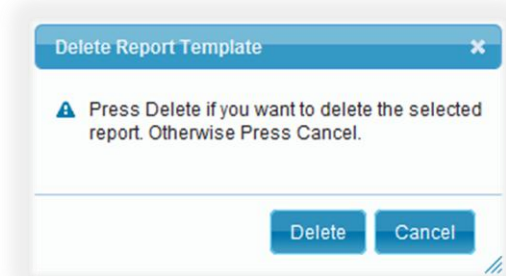 Delete Report Template
Press Delete if you want to delete the selected
report. Otherwise Press Cancel.
Delete Cancel